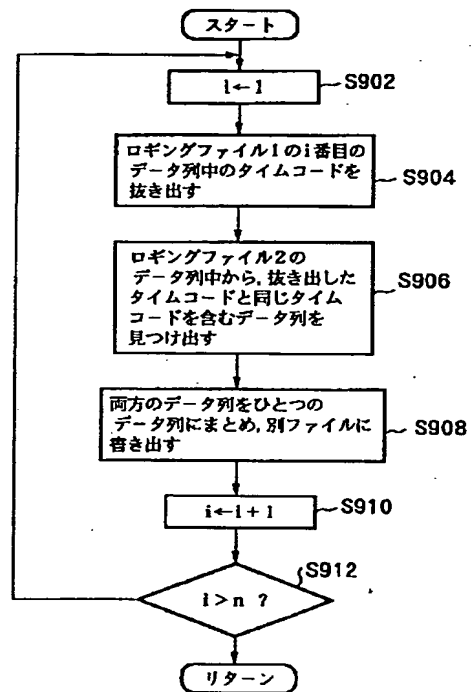 スタート
i←1
S902
ロギングファイル1のi番目の
データ列中のタイムコードを
抜き出す
S904
ロギングファイル2の
データ列中から,抜き出した
タイムコードと同じタイム
コードを含むデータ列を
見つけ出す
S906
両方のデータ列をひとつの
データ列にまとめ,別ファイルに
書き出す
S908
i←i+1
S910
S912
i>n ?
リターン